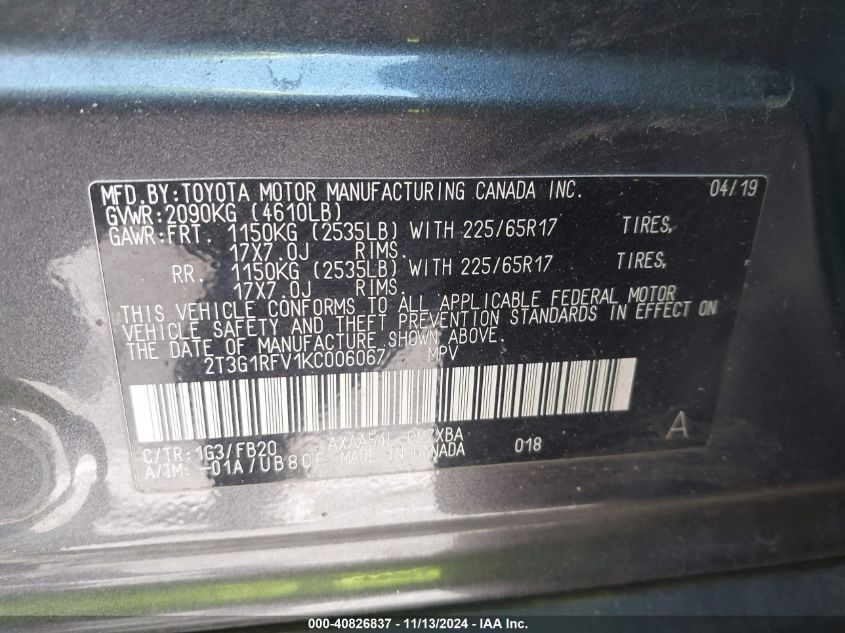 MFD.BY:TOYOTA MOTOR MANUFACTURING CANADA INC. 04/19
GVWR:2090KG (4610LB)
GAWR:FRT. 1150KG (2535LB) WITH 225/65R17 TIRES,
17X7.0J RIMS.
RR. 1150KG (2535LB) WITH 225/65R17 TIRES,
17X7.0J RIMS.
THIS VEHICLE CONFORMS TO ALL APPLICABLE FEDERAL MOTOR
VEHICLE SAFETY AND THEFT PREVENTION STANDARDS IN EFFECT ON
THE DATE OF MANUFACTURE SHOWN ABOVE.
2T3G1RFV1KC006067 MPV
C/TR:1G3/FB20 018 A
A/TM:-01A/UB80F MADE IN CANADA
000-40826837 - 11/13/2024 - IAA Inc.